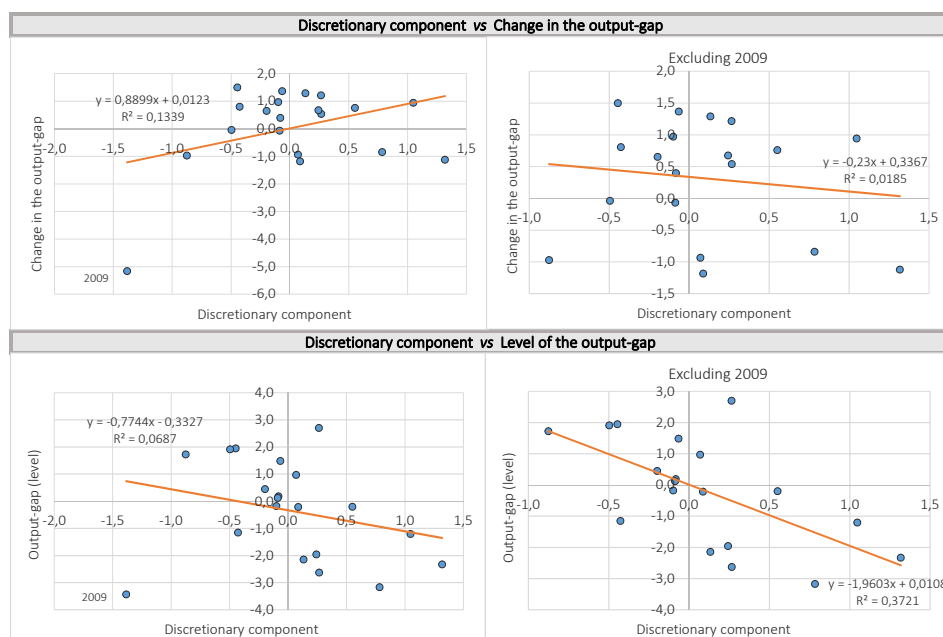 Discretionary component vs Change in the output-gap
Change in the output-gap
2,0
1,0
0,0
-1,0
-2,0
-3,0
-4,0
-5,0
-6,0
-2,0 -1,5 -1,0 -0,5 0,0 0,5 1,0 1,5
y = 0,8899x + 0,0123
R² = 0,1339
2009
Discretionary component
Excluding 2009
Change in the output-gap
2,0
1,5
1,0
0,5
0,0
-0,5
-1,0
-1,5
-1,0 -0,5 0,0 0,5 1,0 1,5
y = -0,23x + 0,3367
R² = 0,0185
Discretionary component
Discretionary component vs Level of the output-gap
Output-gap (level)
4,0
3,0
2,0
1,0
0,0
-1,0
-2,0
-3,0
-4,0
-2,0 -1,5 -1,0 -0,5 0,0 0,5 1,0 1,5
y = -0,7744x - 0,3327
R² = 0,0687
2009
Discretionary component
Excluding 2009
Output-gap (level)
3,0
2,0
1,0
0,0
-1,0
-2,0
-3,0
-4,0
-1,0 -0,5 0,0 0,5 1,0 1,5
y = -1,9603x + 0,0108
R² = 0,3721
Discretionary component